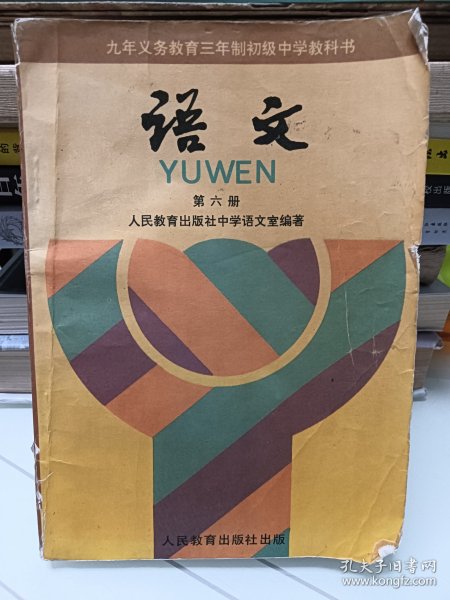 九年义务教育三年制初级中学教科书
语文
YUWEN
第六册
人民教育出版社中学语文室编著
人民教育出版社出版
孔夫子旧书网
www.kongfz.com